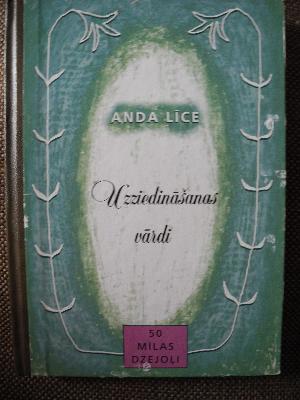 ANDA LĪCE
Uzziedināšanas
vārdi
50
MĪLAS
DZEJOĻI